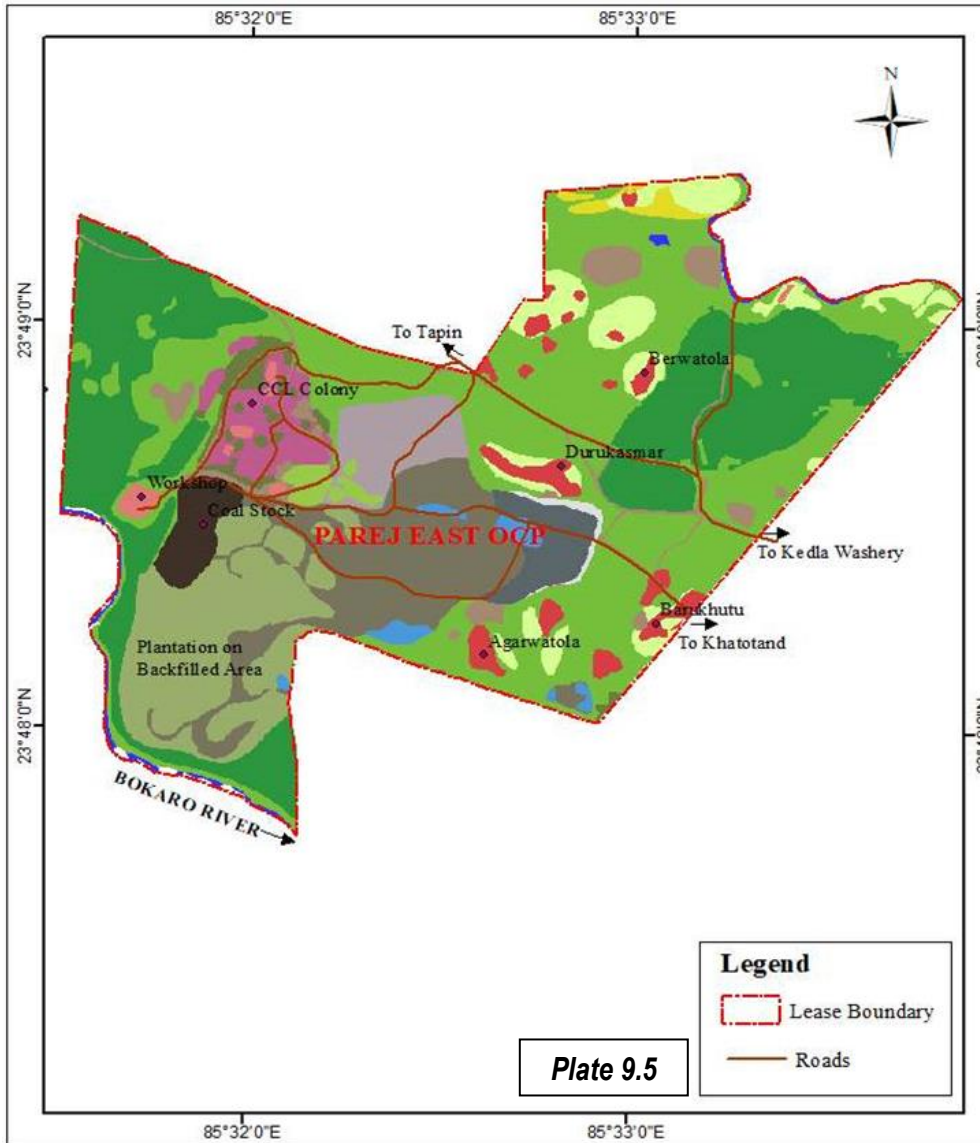 85°32'0"E
85°33'0"E
N
23°49'0"N
To Tapin
Berwatola
CCL Colony
Durukasmar
Workshop
Coal Stock
PAREJ EAST OCP
To Kedla Washery
Barukhutu
To Khatotand
Agarwatola
Plantation on
Backfilled Area
23°48'0"N
BOKARO RIVER
Legend
Lease Boundary
Roads
Plate 9.5
85°32'0"E
85°33'0"E